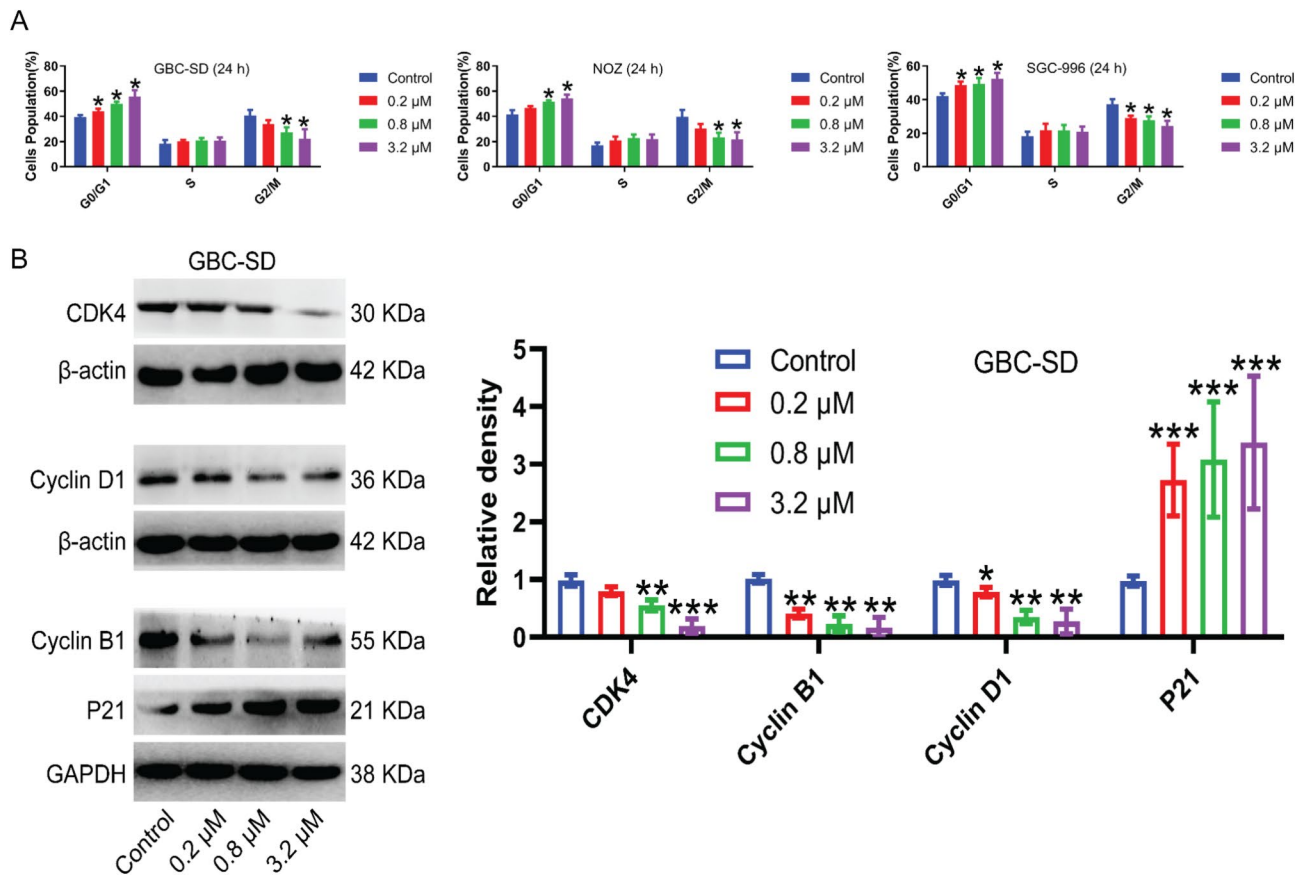 A
GBC-SD (24 h)
Cells Population(%)
80
60
40
20
0
* * *
* *
G0/G1
S
G2/M
Control
0.2 μM
0.8 μM
3.2 μM
NOZ (24 h)
Cells Population(%)
80
60
40
20
0
* *
* *
G0/G1
S
G2/M
Control
0.2 μM
0.8 μM
3.2 μM
SGC-996 (24 h)
Cells Population(%)
60
40
20
0
* * *
* * *
G0/G1
S
G2/M
Control
0.2 μM
0.8 μM
3.2 μM
B
GBC-SD
CDK4 30 KDa
β-actin 42 KDa
Cyclin D1 36 KDa
β-actin 42 KDa
Cyclin B1 55 KDa
P21 21 KDa
GAPDH 38 KDa
Control 0.2 μM 0.8 μM 3.2 μM
GBC-SD
Control
0.2 μM
0.8 μM
3.2 μM
Relative density
5
4
3
2
1
0
** ***
** ** **
* ** **
*** *** ***
CDK4
Cyclin B1
Cyclin D1
P21